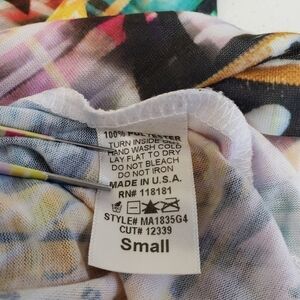 100% POLYESTER
TURN INSIDE
HAND WASH COLD
LAY FLAT TO DRY
DO NOT BLEACH
DO NOT IRON
MADE IN U.S.A.
RN# 118181
STYLE# MA1835G4
CUT# 12339
Small